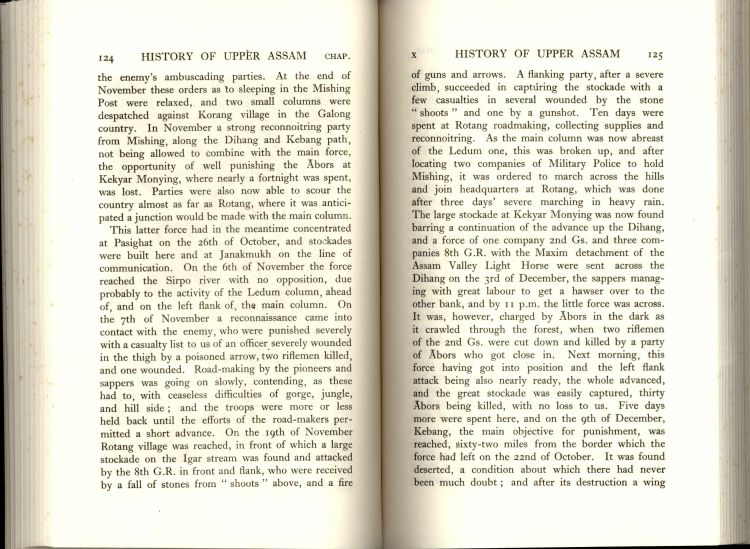 124 HISTORY OF UPPER ASSAM CHAP.
the enemy's ambuscading parties. At the end of
November these orders as to sleeping in the Mishing
Post were relaxed, and two small columns were
despatched against Korang village in the Galong
country. In November a strong reconnoitring party
from Mishing, along the Dihang and Kebang path,
not being allowed to combine with the main force,
the opportunity of well punishing the Ābors at
Kekyar Monying, where nearly a fortnight was spent,
was lost. Parties were also now able to scour the
country almost as far as Rotang, where it was antici-
pated a junction would be made with the main column.
This latter force had in the meantime concentrated
at Pasighat on the 26th of October, and stockades
were built here and at Janakmukh on the line of
communication. On the 6th of November the force
reached the Sirpo river with no opposition, due
probably to the activity of the Ledum column, ahead
of, and on the left flank of, the main column. On
the 7th of November a reconnaissance came into
contact with the enemy, who were punished severely
with a casualty list to us of an officer severely wounded
in the thigh by a poisoned arrow, two riflemen killed,
and one wounded. Road-making by the pioneers and
sappers was going on slowly, contending, as these
had to, with ceaseless difficulties of gorge, jungle,
and hill side; and the troops were more or less
held back until the efforts of the road-makers per-
mitted a short advance. On the 19th of November
Rotang village was reached, in front of which a large
stockade on the Igar stream was found and attacked
by the 8th G.R. in front and flank, who were received
by a fall of stones from "shoots" above, and a fire
x HISTORY OF UPPER ASSAM 125
of guns and arrows. A flanking party, after a severe
climb, succeeded in capturing the stockade with a
few casualties in several wounded by the stone
"shoots" and one by a gunshot. Ten days were
spent at Rotang roadmaking, collecting supplies and
reconnoitring. As the main column was now abreast
of the Ledum one, this was broken up, and after
locating two companies of Military Police to hold
Mishing, it was ordered to march across the hills
and join headquarters at Rotang, which was done
after three days' severe marching in heavy rain.
The large stockade at Kekyar Monying was now found
barring a continuation of the advance up the Dihang,
and a force of one company 2nd Gs. and three com-
panies 8th G.R. with the Maxim detachment of the
Assam Valley Light Horse were sent across the
Dihang on the 3rd of December, the sappers manag-
ing with great labour to get a hawser over to the
other bank, and by 11 p.m. the little force was across.
It was, however, charged by Ābors in the dark as
it crawled through the forest, when two riflemen
of the 2nd Gs. were cut down and killed by a party
of Ābors who got close in. Next morning, this
force having got into position and the left flank
attack being also nearly ready, the whole advanced,
and the great stockade was easily captured, thirty
Ābors being killed, with no loss to us. Five days
more were spent here, and on the 9th of December,
Kebang, the main objective for punishment, was
reached, sixty-two miles from the border which the
force had left on the 22nd of October. It was found
deserted, a condition about which there had never
been much doubt; and after its destruction a wing